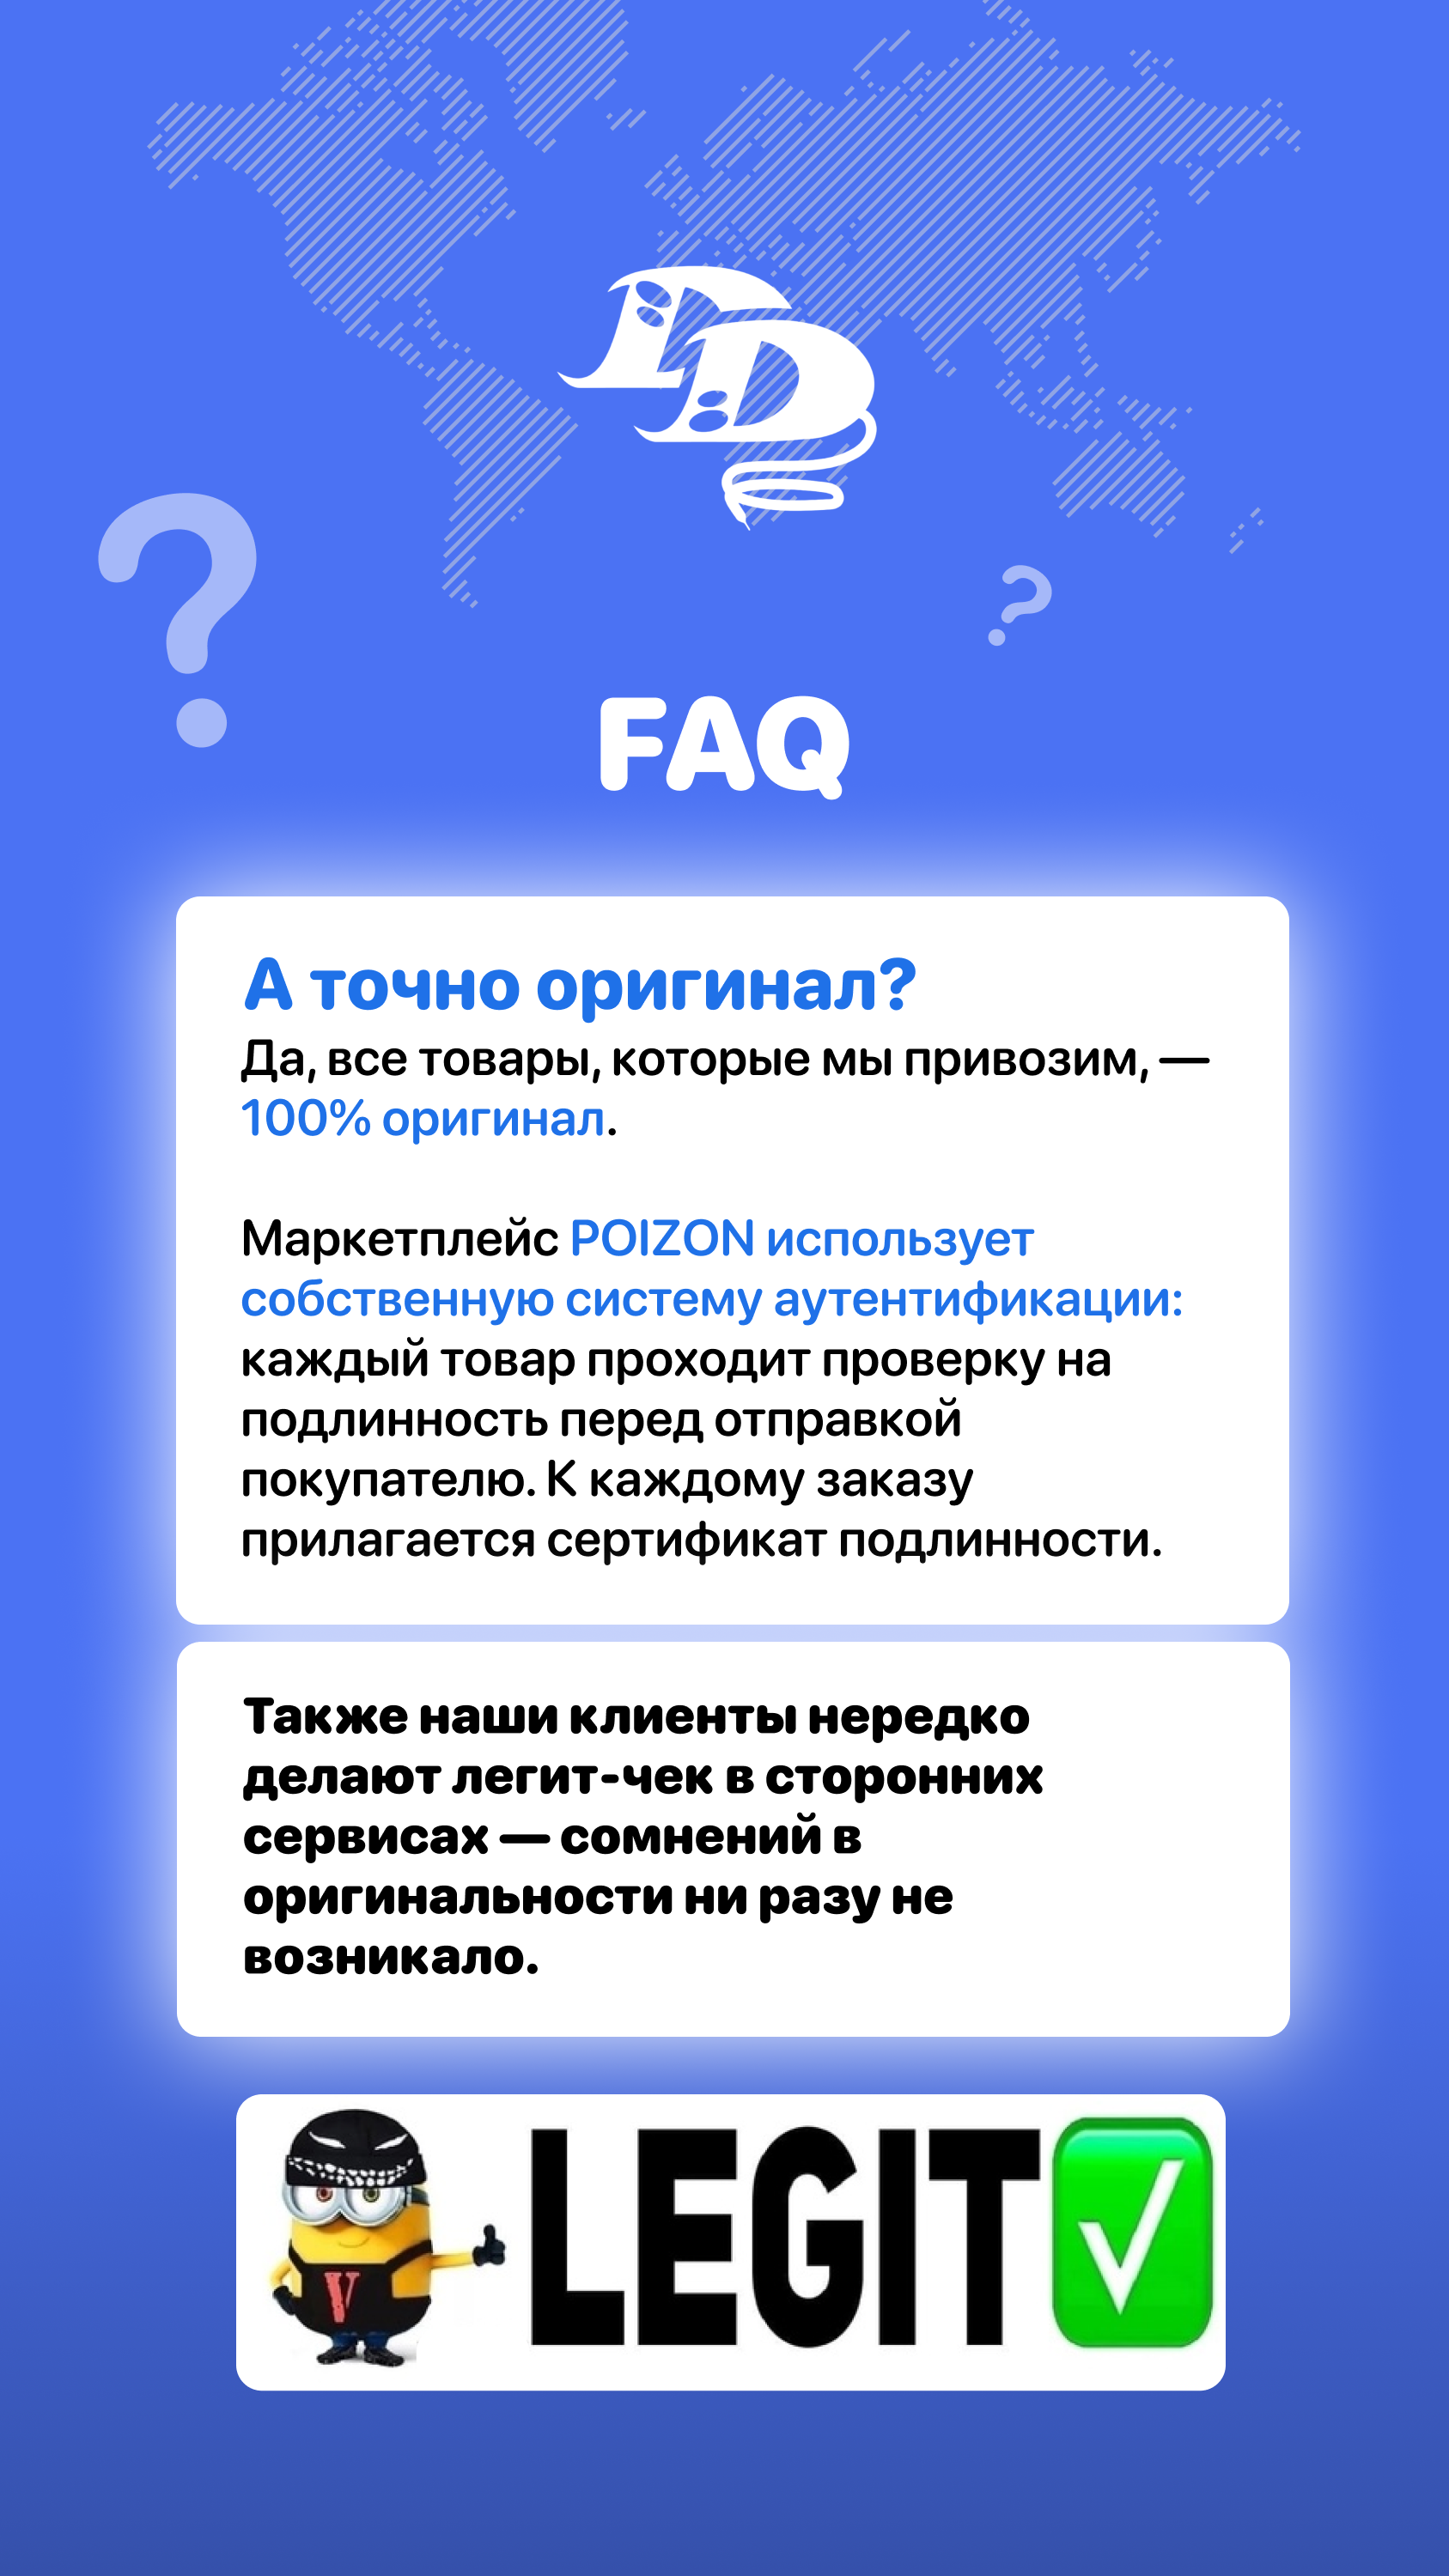 DD
?
?
FAQ
А точно оригинал?
Да, все товары, которые мы привозим, —
100% оригинал.
Маркетплейс POIZON использует
собственную систему аутентификации:
каждый товар проходит проверку на
подлинность перед отправкой
покупателю. К каждому заказу
прилагается сертификат подлинности.
Также наши клиенты нередко
делают легит-чек в сторонних
сервисах — сомнений в
оригинальности ни разу не
возникало.
V
LEGIT